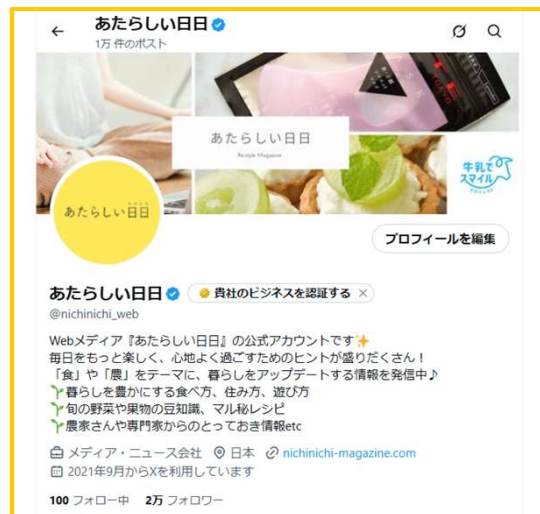 あたらしい日日
1万 件のポスト
あたらしい日日
Restyle Magazine
TOKYO
牛乳で
スマイル
プロジェクト
あたらしい日日
プロフィールを編集
あたらしい日日
貴社のビジネスを認証する ×
@nichinichi_web
Webメディア『あたらしい日日』の公式アカウントです✨
毎日をもっと楽しく、心地よく過ごすためのヒントが盛りだくさん！
「食」や「農」をテーマに、暮らしをアップデートする情報を発信中♪
🌱暮らしを豊かにする食べ方、住み方、遊び方
🌱旬の野菜や果物の豆知識、マル秘レシピ
🌱農家さんや専門家からのとっておき情報etc
メディア・ニュース会社 日本 nichinichi-magazine.com
2021年9月からXを利用しています
100 フォロー中 2万 フォロワー